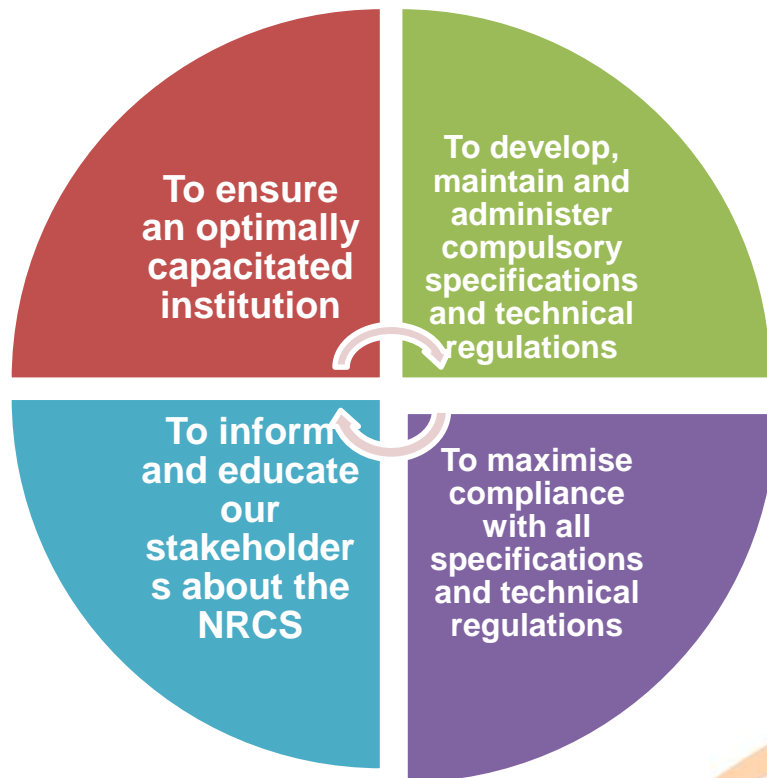 To ensure
an optimally
capacitated
institution
To develop,
maintain and
administer
compulsory
specifications
and technical
regulations
To inform
and educate
our
stakeholder
s about the
NRCS
To maximise
compliance
with all
specifications
and technical
regulations